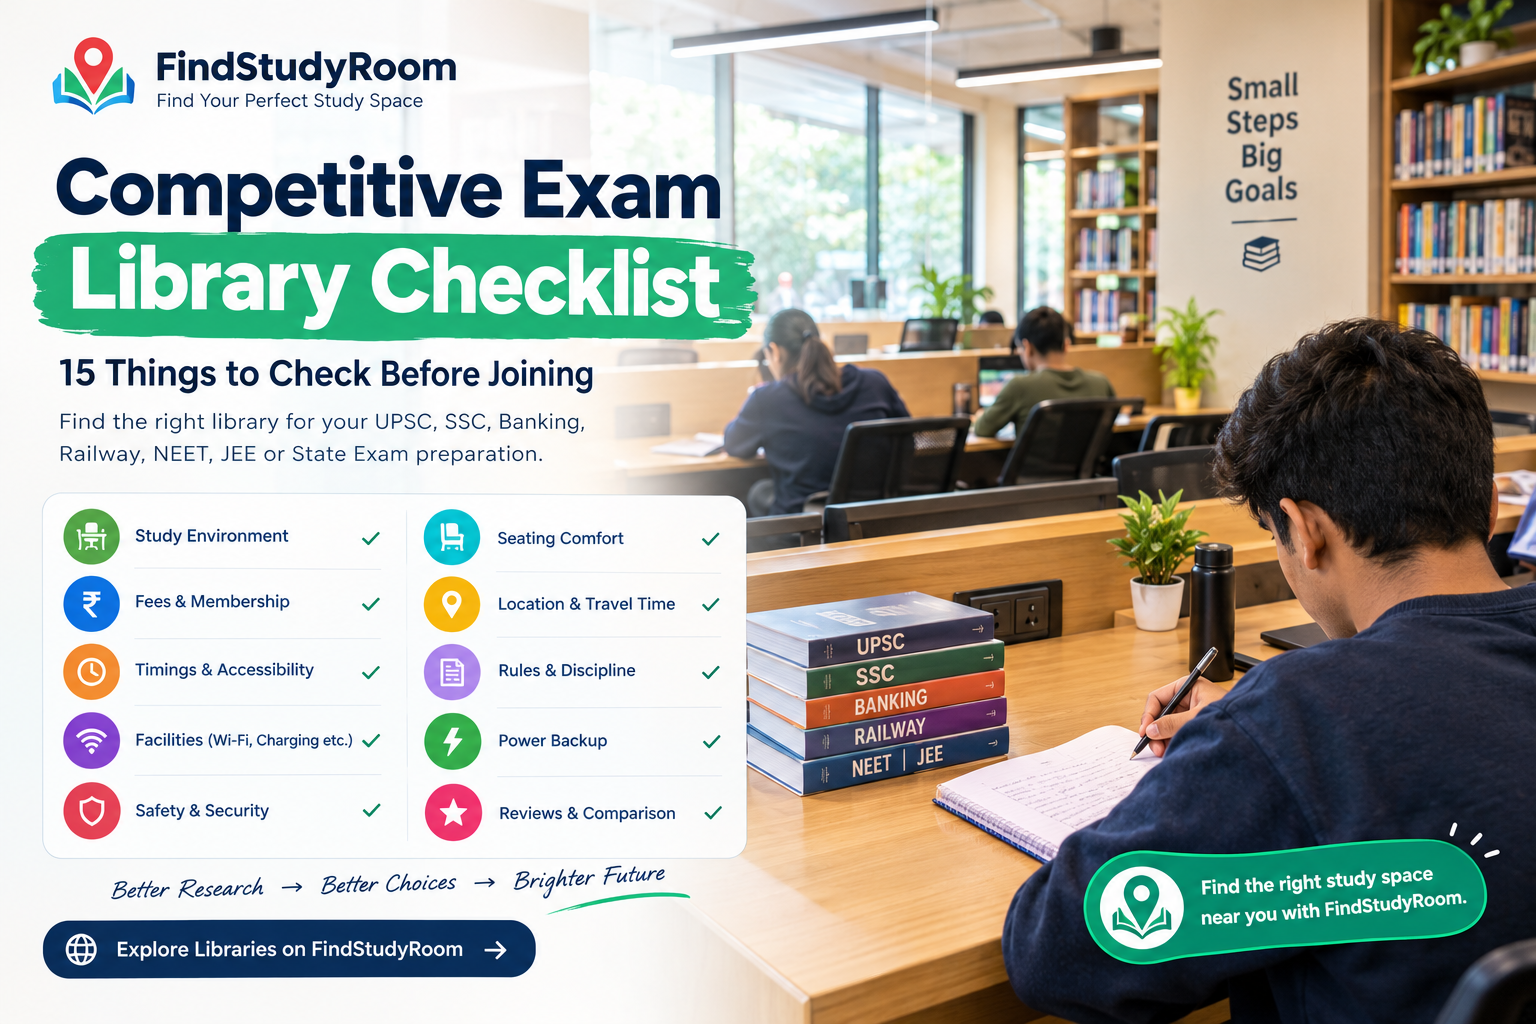 FindStudyRoom
Find Your Perfect Study Space
Competitive Exam
Library Checklist
15 Things to Check Before Joining
Find the right library for your UPSC, SSC, Banking,
Railway, NEET, JEE or State Exam preparation.
Study Environment
Fees & Membership
₹
Timings & Accessibility
Facilities (Wi-Fi, Charging etc.)
Safety & Security
Seating Comfort
Location & Travel Time
Rules & Discipline
Power Backup
Reviews & Comparison
Better Research → Better Choices → Brighter Future
Explore Libraries on FindStudyRoom →
Small
Steps
Big
Goals
UPSC
SSC
BANKING
RAILWAY
NEET | JEE
Find the right study space
near you with FindStudyRoom.